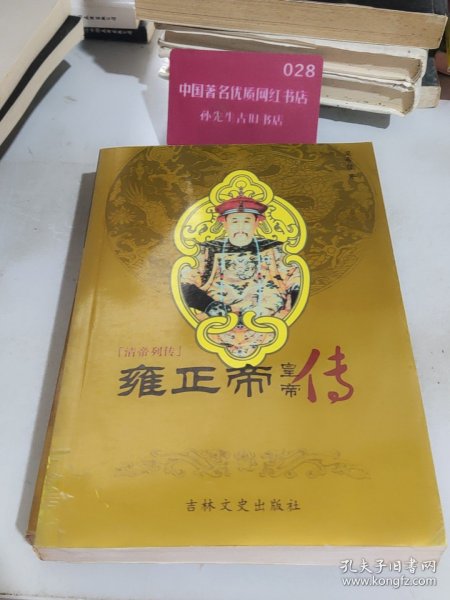 028
中国著名优质网红书店
孙先生古旧书店
「清帝列传」
雍正帝
皇帝
传
吉林文史出版社
孔夫子旧书网
www.kongfz.com